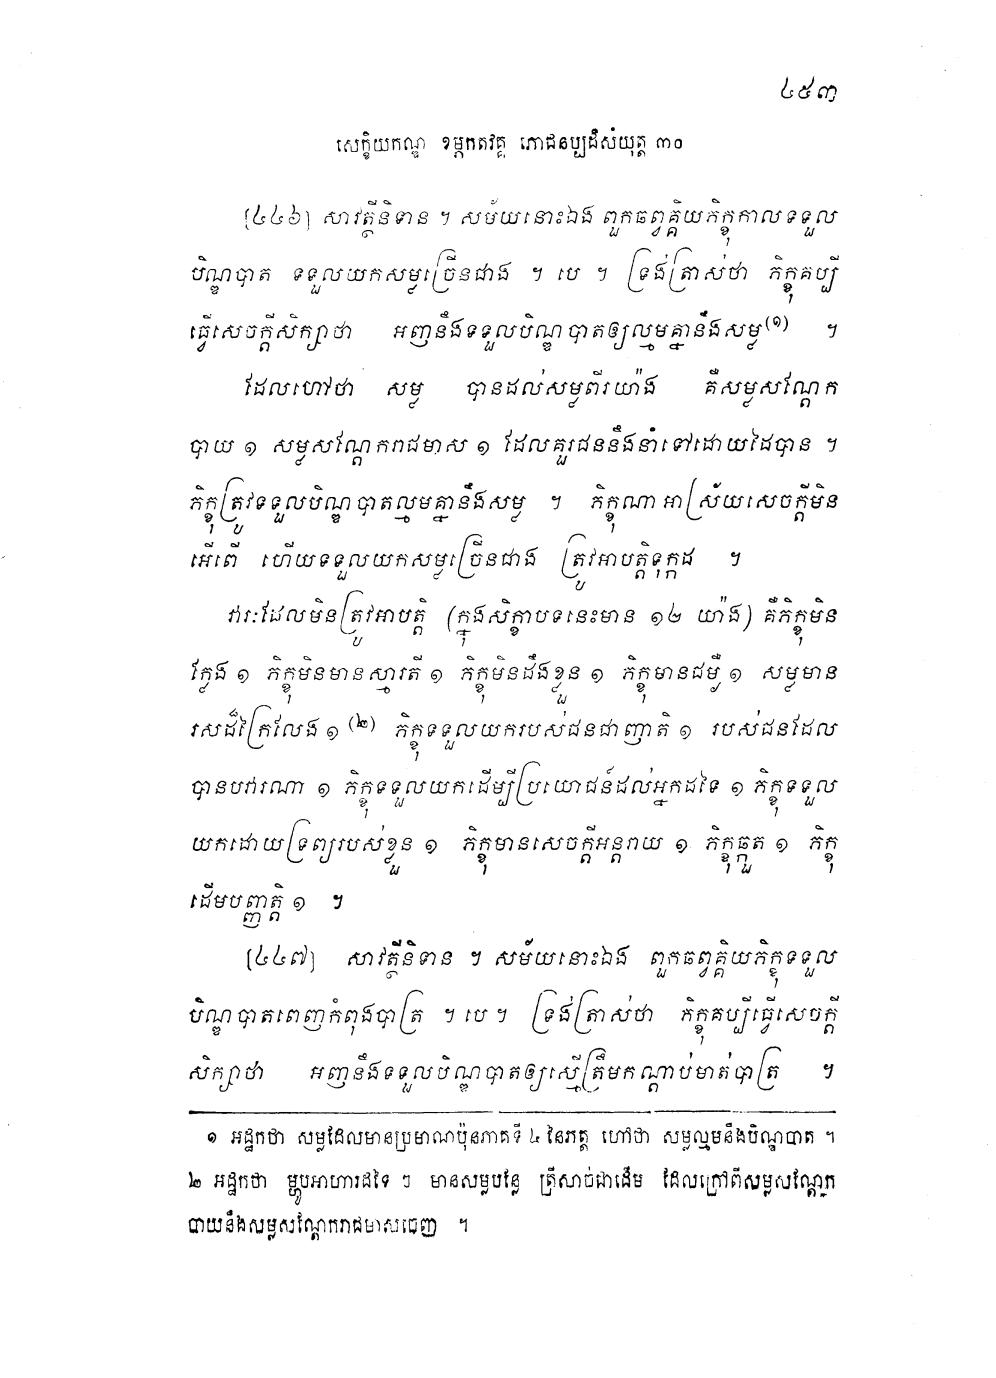 ៤៥៣
សេក្ខិយកណ្ឌ ខម្ភកតវគ្គ ភោជនប្បដិសំយុត្ត ៣០
[៤៤៦] សាវត្ថីនិទាន ។ សម័យនោះឯង ពួកឆព្វគ្គិយភិក្ខុកាលទទួល
បិណ្ឌបាត ទទួលយកសម្លច្រើនជាង ។ បេ ។ ទ្រង់ត្រាស់ថា ភិក្ខុគប្បី
ធ្វើសេចក្តីសិក្សាថា អញនឹងទទួលបិណ្ឌបាតឲ្យល្មមគ្នានឹងសម្ល(១) ។
ដែលហៅថា សម្ល បានដល់សម្លពីរយ៉ាង គឺសម្លសណ្តែក
បាយ ១ សម្លសណ្តែករាជមាស ១ ដែលគួរជននឹងនាំទៅដោយដៃបាន ។
ភិក្ខុត្រូវទទួលបិណ្ឌបាតល្មមគ្នានឹងសម្ល ។ ភិក្ខុណាអាស្រ័យសេចក្តីមិន
អើពើ ហើយទទួលយកសម្លច្រើនជាង ត្រូវអាបត្តិទុក្កដ ។
វារៈដែលមិនត្រូវអាបត្តិ (ក្នុងសិក្ខាបទនេះមាន ១២ យ៉ាង) គឺភិក្ខុមិន
ក្លែង ១ ភិក្ខុមិនមានស្មារតី ១ ភិក្ខុមិនដឹងខ្លួន ១ ភិក្ខុមានជម្ងឺ ១ សម្លមាន
រសដ៏ក្រៃលែង ១ (២) ភិក្ខុទទួលយករបស់ជនជាញាតិ ១ របស់ជនដែល
បានបវារណា ១ ភិក្ខុទទួលយកដើម្បីប្រយោជន៍ដល់អ្នកដទៃ ១ ភិក្ខុទទួល
យកដោយទ្រព្យរបស់ខ្លួន ១ ភិក្ខុមានសេចក្តីអន្តរាយ ១ ភិក្ខុឆ្កួត ១ ភិក្ខុ
ដើមបញ្ញត្តិ ១ ។
[៤៤៧] សាវត្ថីនិទាន ។ សម័យនោះឯង ពួកឆព្វគ្គិយភិក្ខុទទួល
បិណ្ឌបាតពេញកំពុងបាត្រ ។ បេ ។ ទ្រង់ត្រាស់ថា ភិក្ខុគប្បីធ្វើសេចក្តី
សិក្សាថា អញនឹងទទួលបិណ្ឌបាតឲ្យស្មើត្រឹមកណ្តាប់មាត់បាត្រ ។
១ អដ្ឋកថា សម្លដែលមានប្រមាណប៉ុនភាគទី ៤ នៃភត្ត ហៅថា សម្លល្មមនឹងបិណ្ឌបាត ។
២ អដ្ឋកថា ម្ហូបអាហារដទៃ ៗ មានសម្លបន្លែ ត្រីសាច់ជាដើម ដែលក្រៅពីសម្លសណ្តែក
បាយនឹងសម្លសណ្តែករាជមាសចេញ ។